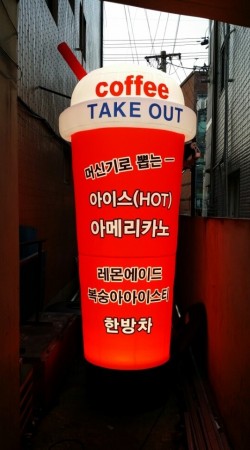 coffee
TAKE OUT
머신기로 뽑는 —
아이스(HOT)
아메리카노
레몬에이드
복숭아아이스티
한방차